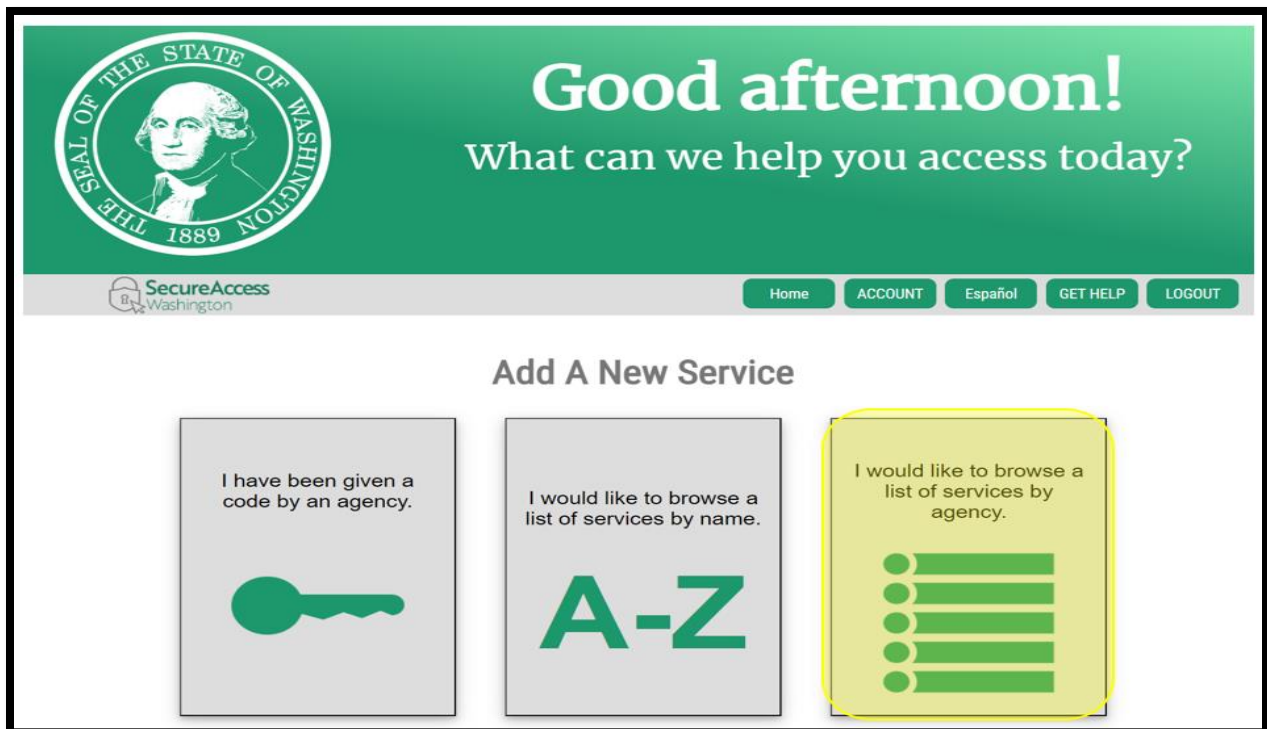 THE SEAL OF THE STATE OF WASHINGTON
1889
Good afternoon!
What can we help you access today?
SecureAccess
Washington
Home
ACCOUNT
Español
GET HELP
LOGOUT
Add A New Service
I have been given a
code by an agency.
I would like to browse a
list of services by name.
A-Z
I would like to browse a
list of services by
agency.